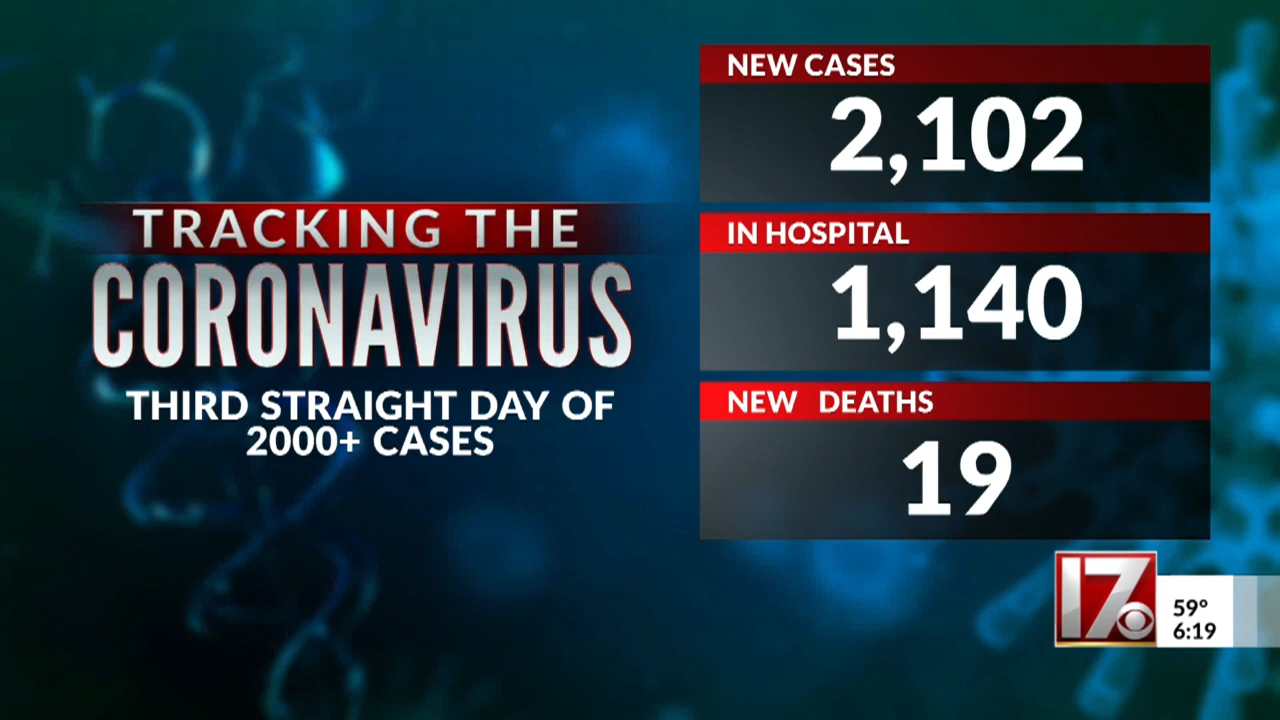 TRACKING THE
CORONAVIRUS
THIRD STRAIGHT DAY OF
2000+ CASES
NEW CASES
2,102
IN HOSPITAL
1,140
NEW DEATHS
19
17
59°
6:19